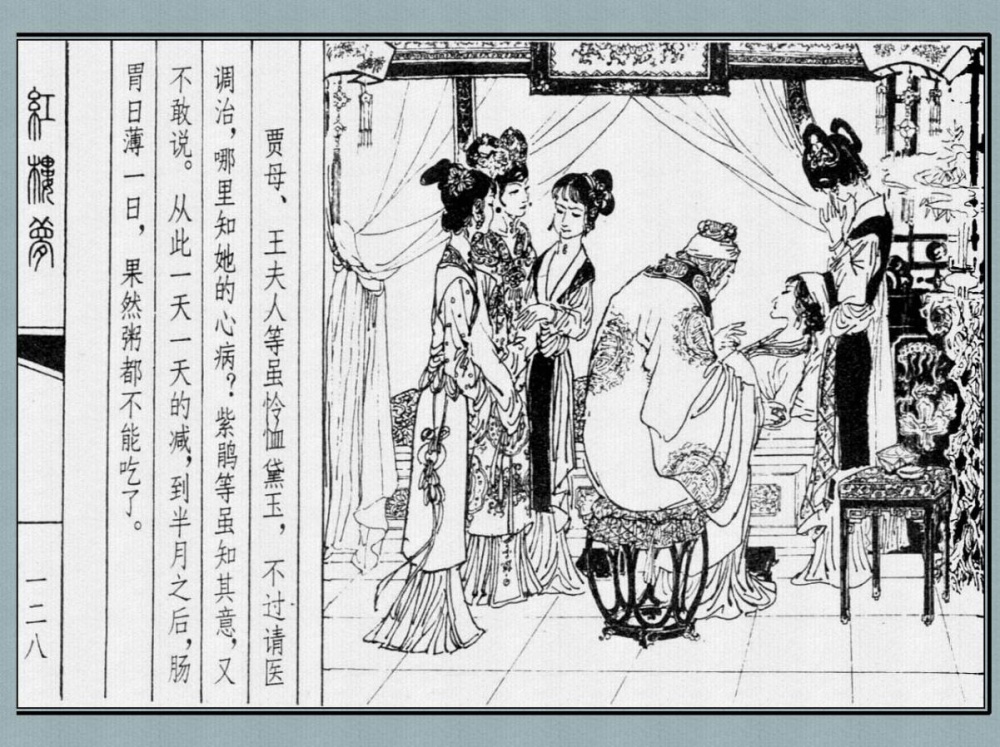 贾母、王夫人等虽怜恤黛玉，不过请医
调治，哪里知她的心病？紫鹃等虽知其意，又
不敢说。从此一天一天的减，到半月之后，肠
胃日薄一日，果然粥都不能吃了。
紅樓夢
一二八